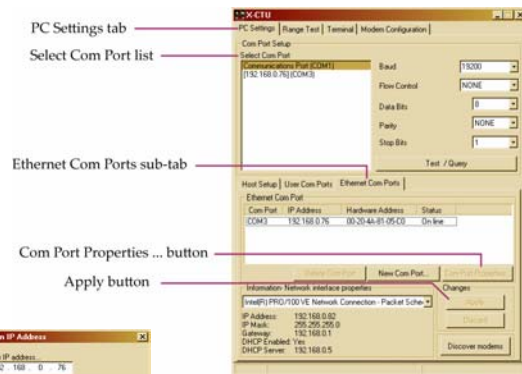 PC Settings tab
Select Com Port list
Ethernet Com Ports sub-tab
Com Port Properties ... button
Apply button
X-CTU
PC Settings Range Test Terminal Modem Configuration
Com Port Setup
Select Com Port
Communications Port (COM1)
[192.168.0.76] (COM3)
Baud 19200
Flow Control NONE
Data Bits 8
Parity NONE
Stop Bits 1
Test / Query
Host Setup User Com Ports Ethernet Com Ports
Ethernet Com Port
Com Port IP Address Hardware Address Status
COM3 192.168.0.76 00-20-4A-81-05-C0 On line
Delete Com Port New Com Port... Com Port Properties
Information- Network interface properties
Changes
Intel(R) PRO/100 VE Network Connection - Packet Sche
Apply
Discard
IP Address: 192.168.0.82
IP Mask: 255.255.255.0
Gateway: 192.168.0.1
DHCP Enabled: Yes
DHCP Server: 192.168.0.5
Discover modems
IP Address
IP address...
168 . 0 . 76